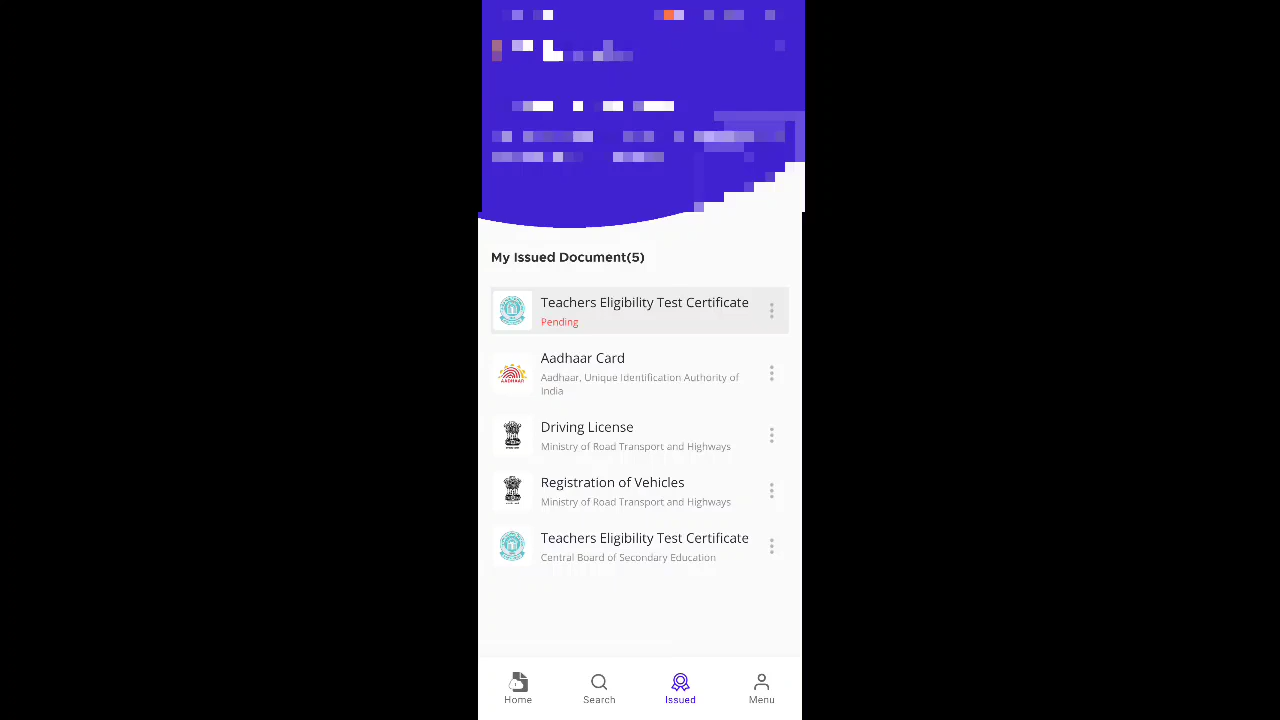 My Issued Document(5)
Teachers Eligibility Test Certificate
Pending
AADHAAR
Aadhaar Card
Aadhaar, Unique Identification Authority of
India
Driving License
Ministry of Road Transport and Highways
Registration of Vehicles
Ministry of Road Transport and Highways
Teachers Eligibility Test Certificate
Central Board of Secondary Education
Home
Search
Issued
Menu